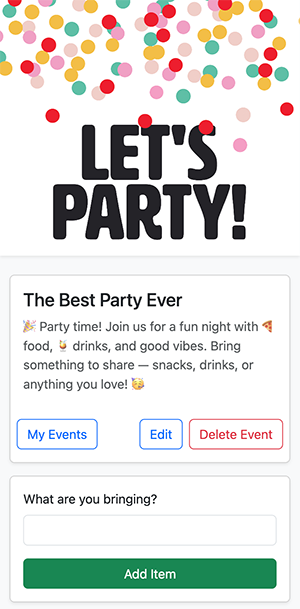 LET'S
PARTY!
The Best Party Ever
🎉 Party time! Join us for a fun night with 🍕
food, 🍹 drinks, and good vibes. Bring
something to share — snacks, drinks, or
anything you love! 🥳
My Events
Edit
Delete Event
What are you bringing?
Add Item